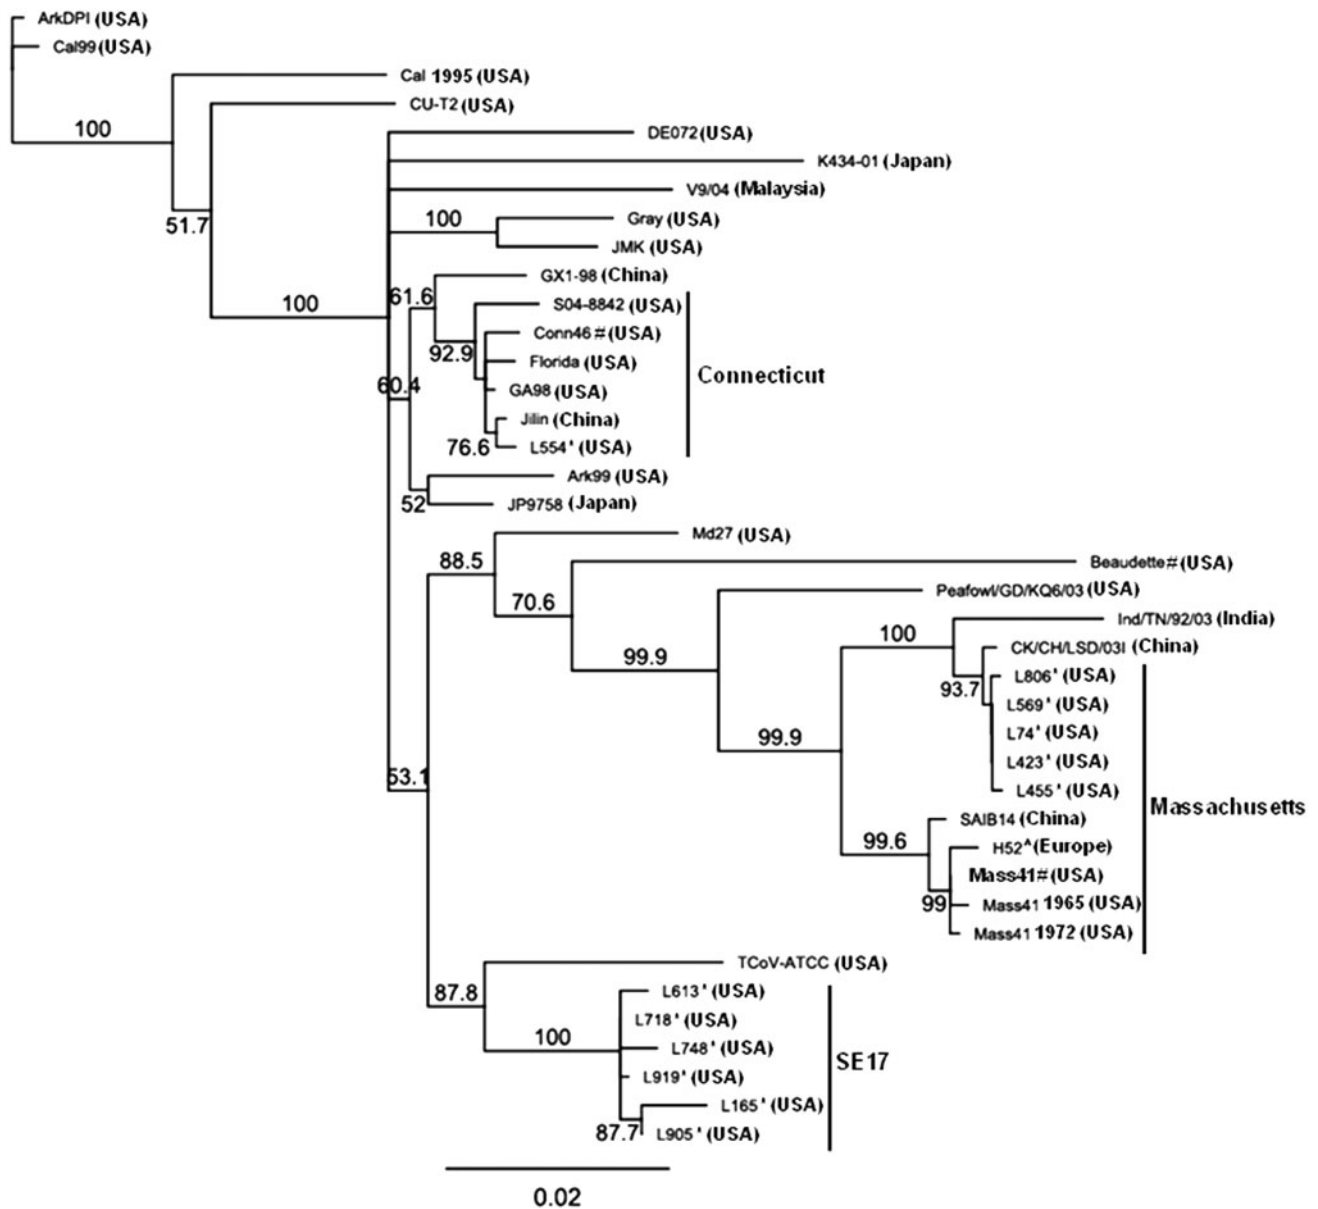 ArkDPI (USA)
Cal99 (USA)
Cal 1995 (USA)
CU-T2 (USA)
100
DE072 (USA)
K434-01 (Japan)
V9/04 (Malaysia)
100
Gray (USA)
51.7
JMK (USA)
GX1-98 (China)
61.6
100
S04-8842 (USA)
Conn46 # (USA)
92.9
Florida (USA)
Connecticut
60.4
GA98 (USA)
Jilin (China)
76.6
L554' (USA)
Ark99 (USA)
52
JP9758 (Japan)
Md27 (USA)
88.5
Beaudette# (USA)
Peafowl/GD/KQ6/03 (USA)
70.6
Ind/TN/92/03 (India)
100
CK/CH/LSD/03I (China)
99.9
L806' (USA)
93.7
L569' (USA)
L74' (USA)
99.9
L423' (USA)
53.1
L455' (USA)
Massachusetts
SAIB14 (China)
99.6
H52^ (Europe)
Mass41# (USA)
99
Mass41 1965 (USA)
Mass41 1972 (USA)
TCoV-ATCC (USA)
87.8
L613' (USA)
L718' (USA)
100
L748' (USA)
SE17
L919' (USA)
L165' (USA)
87.7
L905' (USA)
0.02